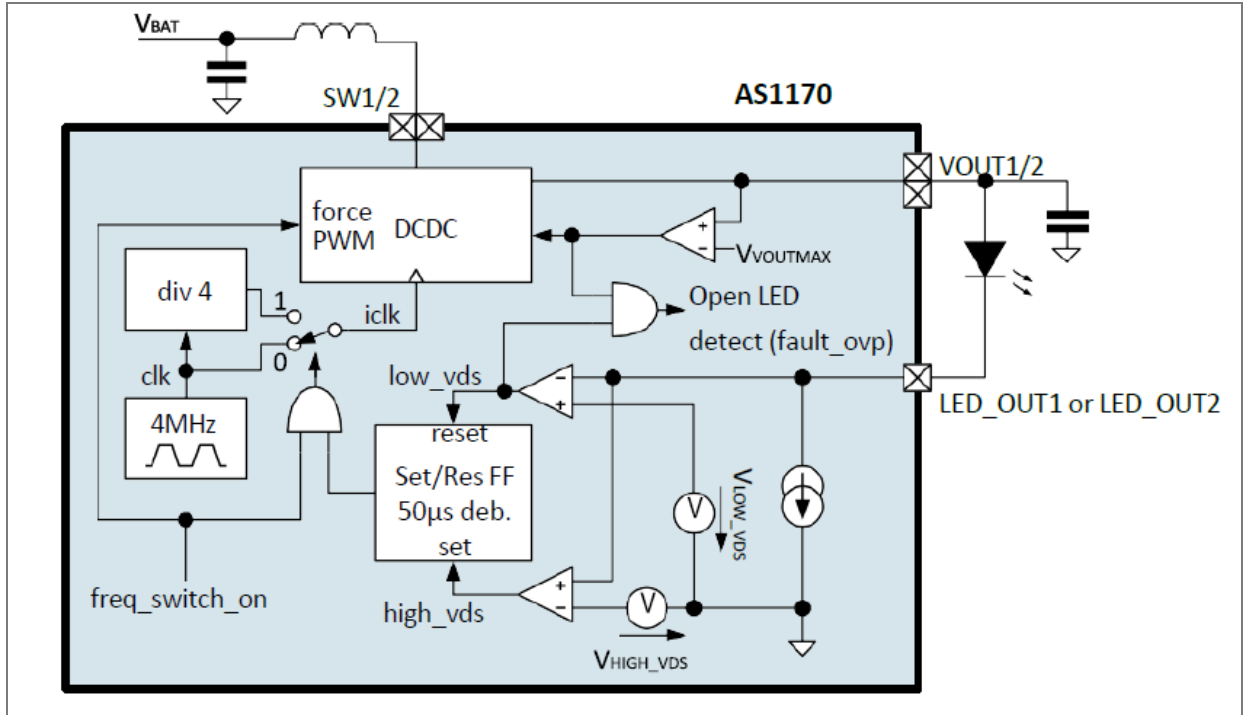 VBAT
SW1/2
AS1170
VOUT1/2
force
PWM
DCDC
+
−
VVOUTMAX
div 4
1
iclk
Open LED
0
detect (fault_ovp)
clk
low_vds
−
+
LED_OUT1 or LED_OUT2
4MHz
reset
Set/Res FF
50µs deb.
set
V
VLOW_VDS
freq_switch_on
high_vds
+
−
V
VHIGH_VDS